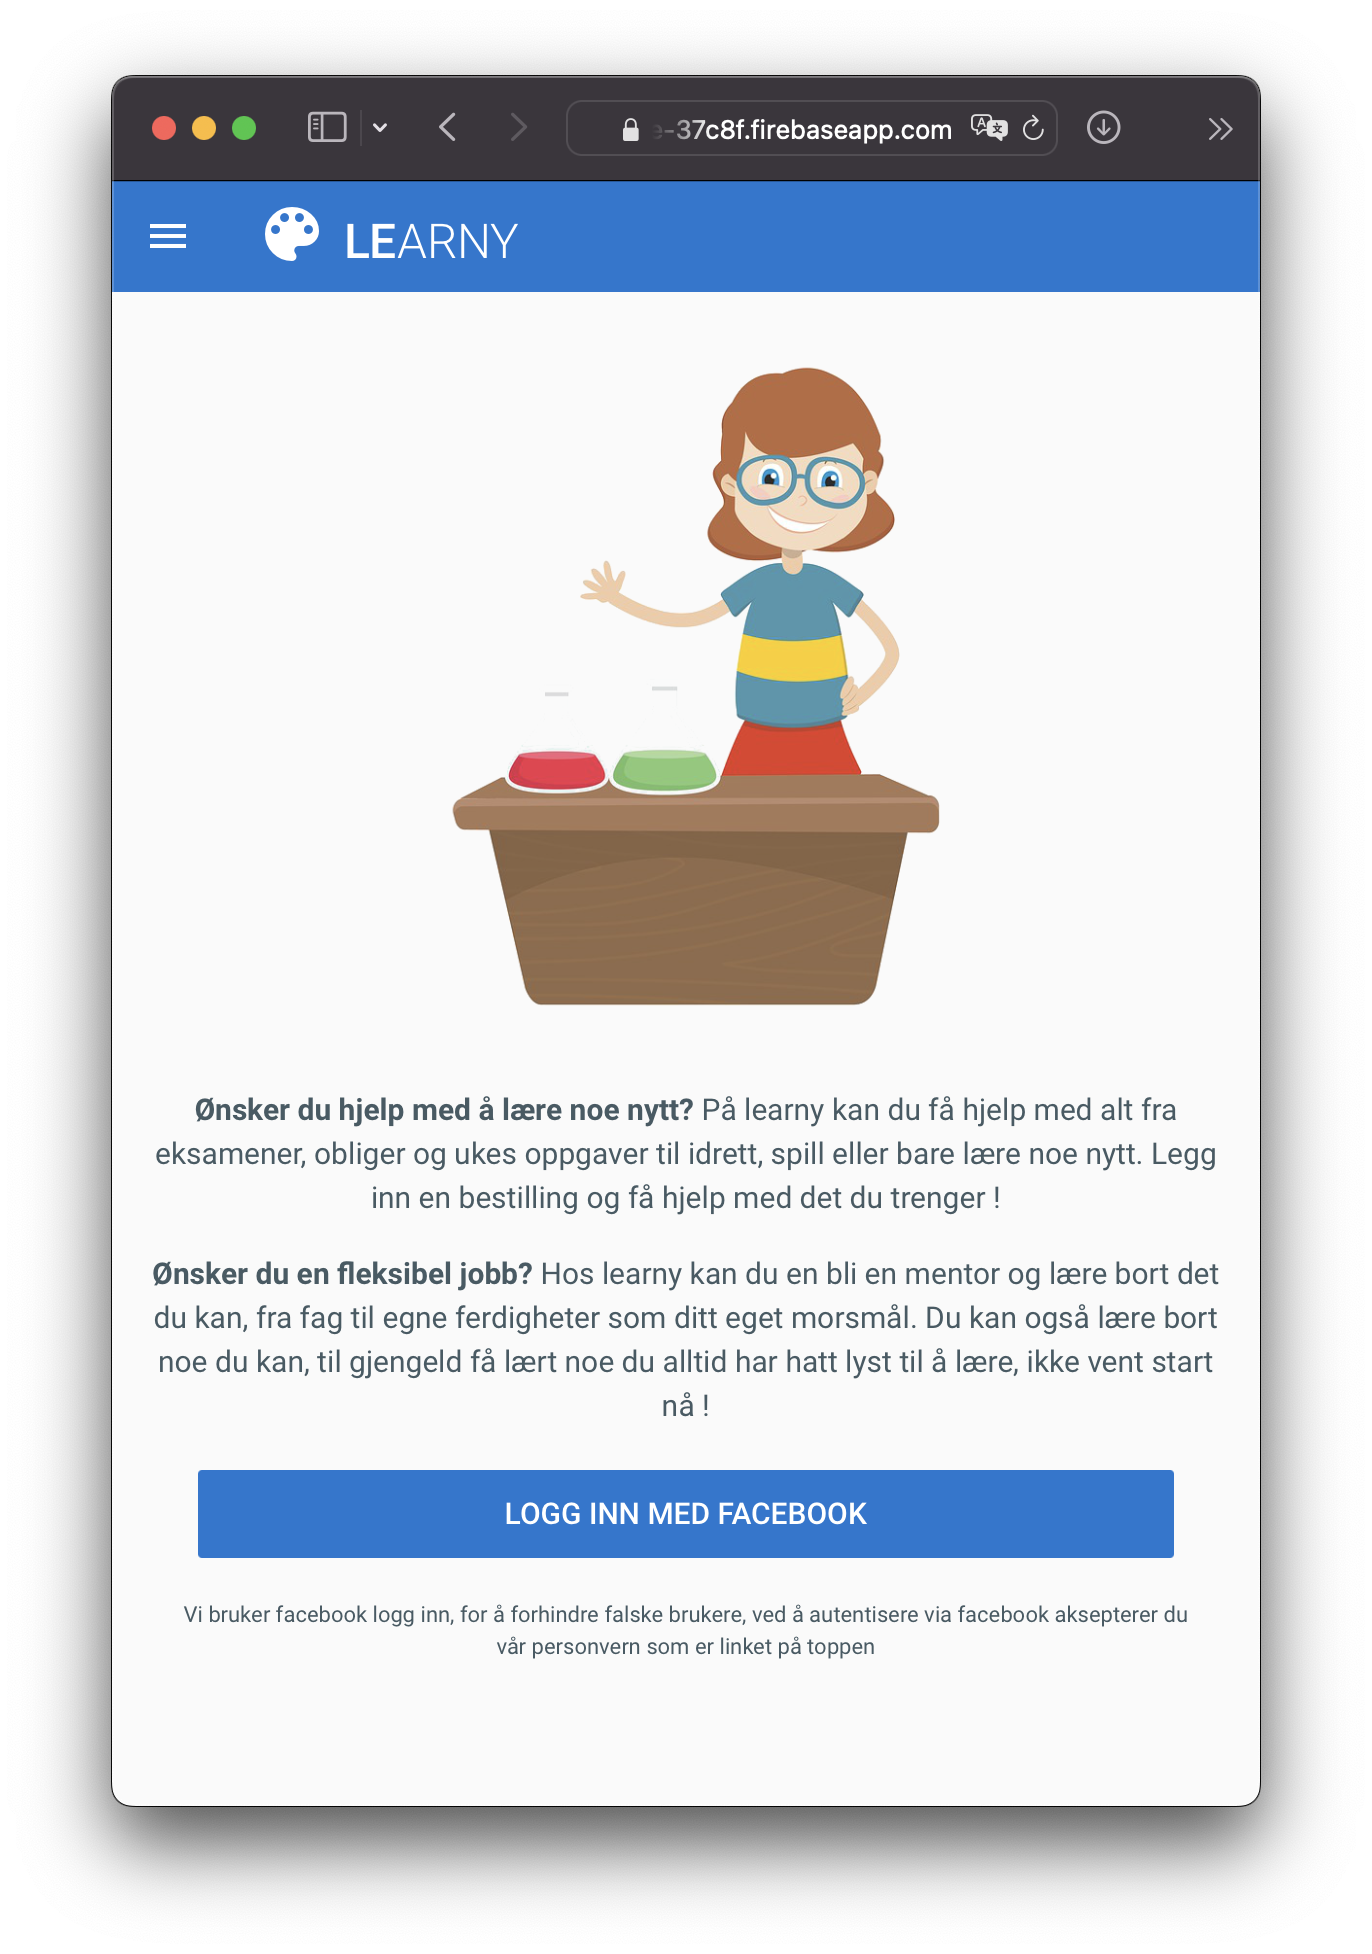 -37c8f.firebaseapp.com
LEARNY
Ønsker du hjelp med å lære noe nytt? På learny kan du få hjelp med alt fra
eksamener, obliger og ukes oppgaver til idrett, spill eller bare lære noe nytt. Legg
inn en bestilling og få hjelp med det du trenger !
Ønsker du en fleksibel jobb? Hos learny kan du en bli en mentor og lære bort det
du kan, fra fag til egne ferdigheter som ditt eget morsmål. Du kan også lære bort
noe du kan, til gjengeld få lært noe du alltid har hatt lyst til å lære, ikke vent start
nå !
LOGG INN MED FACEBOOK
Vi bruker facebook logg inn, for å forhindre falske brukere, ved å autentisere via facebook aksepterer du
vår personvern som er linket på toppen